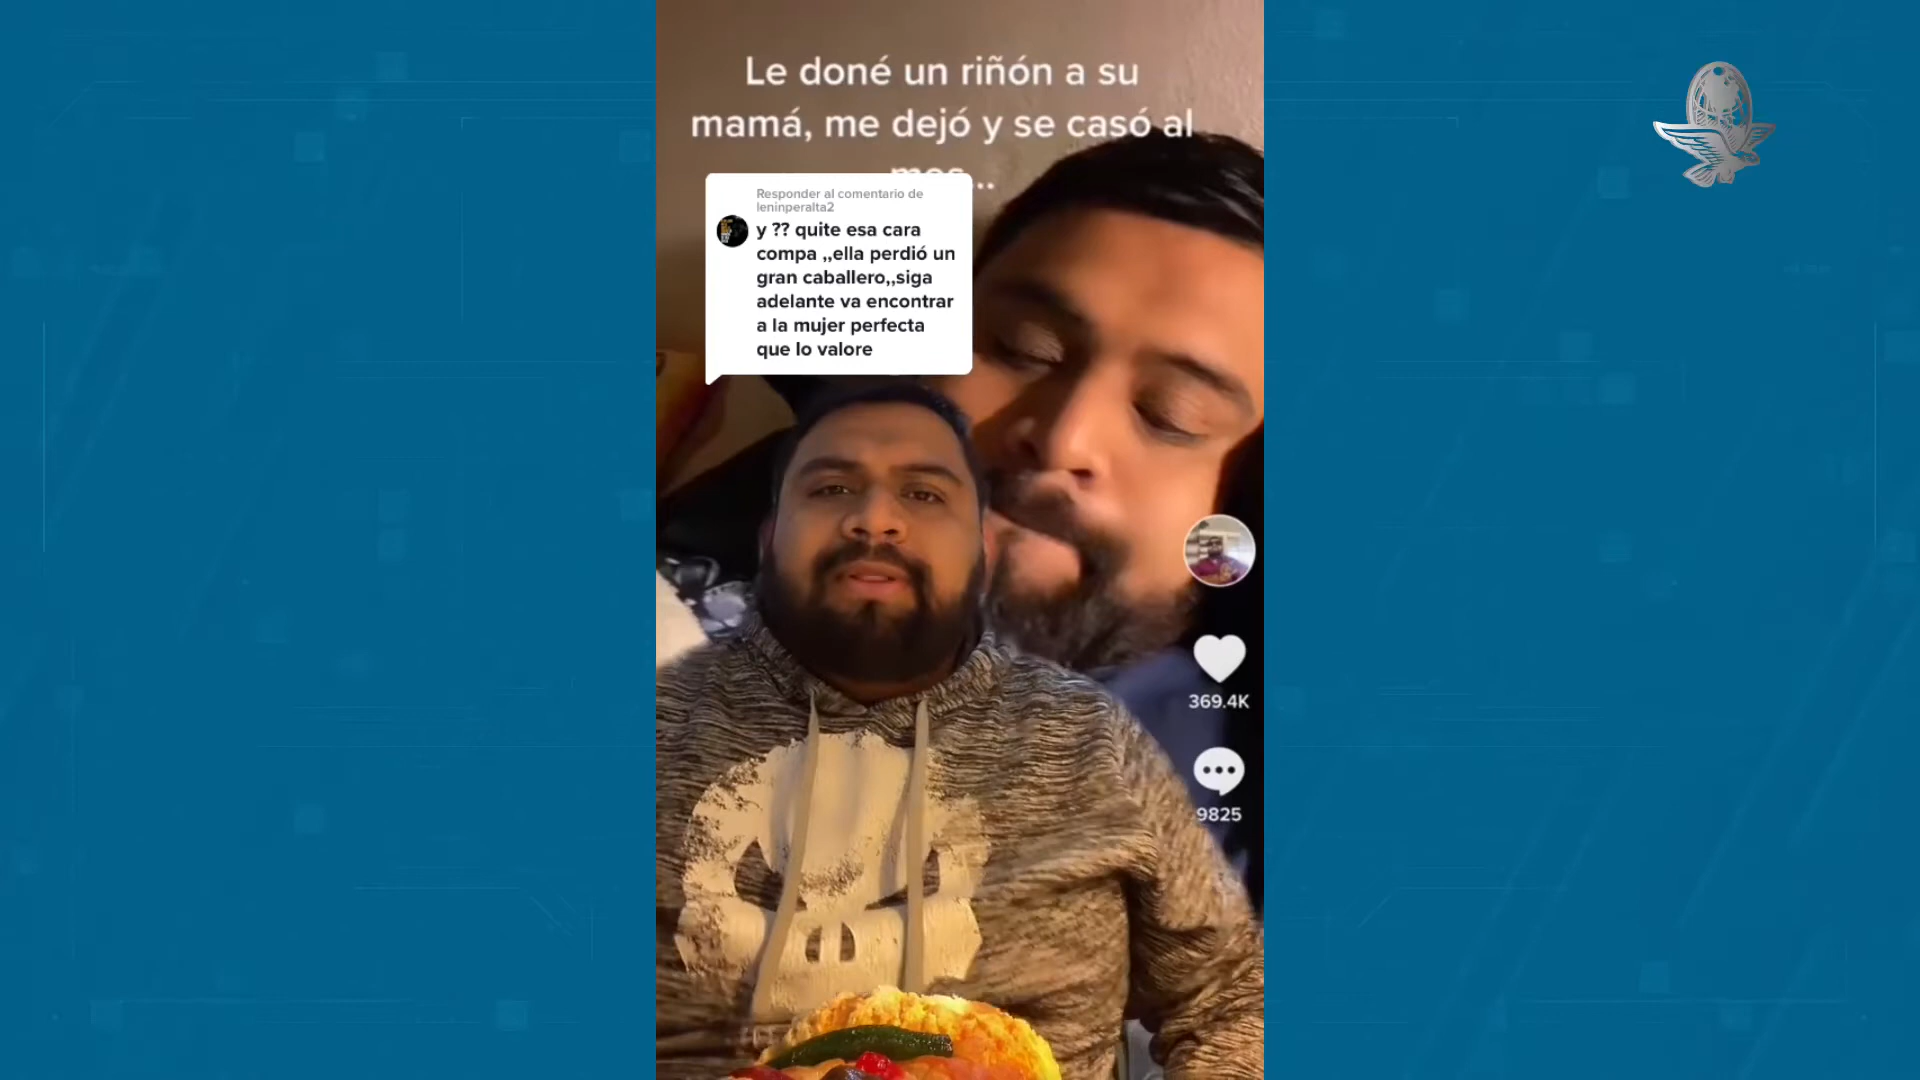 Le doné un riñón a su
mamá, me dejó y se casó al
mes...
Responder al comentario de
leninperalta2
y ?? quite esa cara
compa ,,ella perdió un
gran caballero,,siga
adelante va encontrar
a la mujer perfecta
que lo valore
369.4K
9825